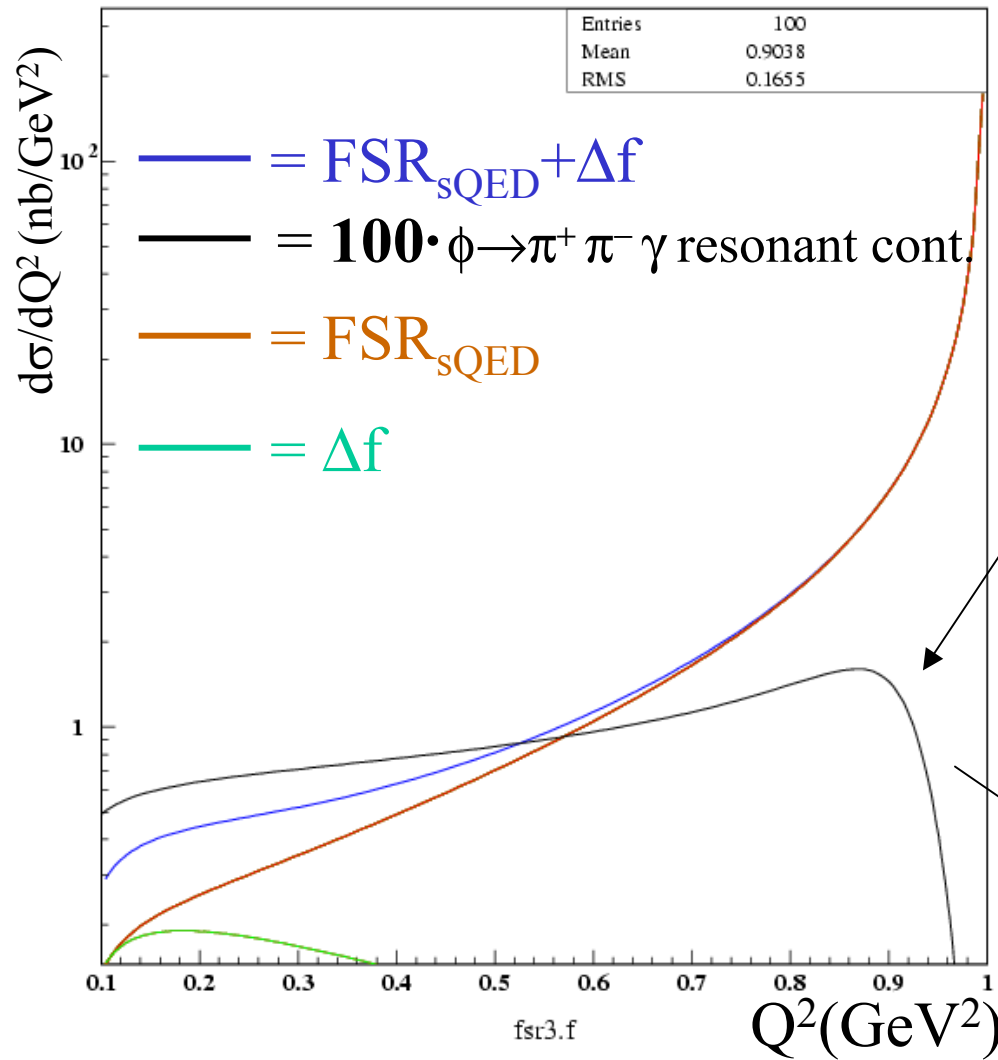 Entries 100
Mean 0.9038
RMS 0.1655
dσ/dQ² (nb/GeV²)
10²
10
1
= FSR_sQED+Δf
= 100· ϕ→π⁺ π⁻ γ resonant cont.
= FSR_sQED
= Δf
0.1 0.2 0.3 0.4 0.5 0.6 0.7 0.8 0.9 1
fsr3.f
Q²(GeV²)